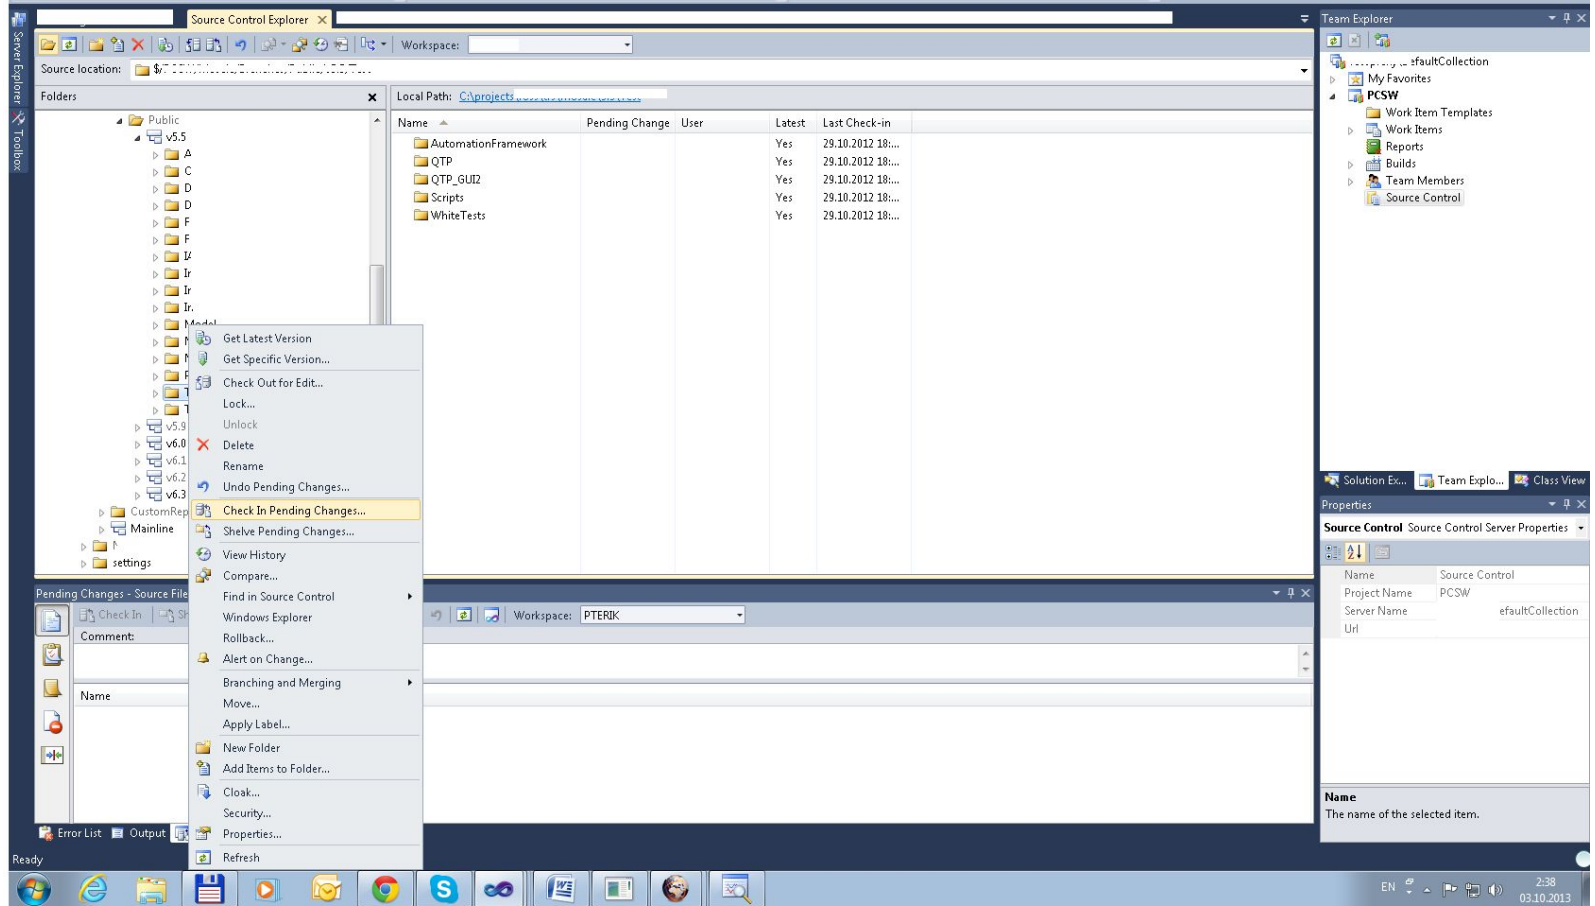 Source Control Explorer
Workspace:
Source location:
Folders
Local Path: C:\projects
Public
v5.5
A
C
D
D
F
F
IA
Ir
Ir
Ir.
Model
v5.9
v6.0
v6.1
v6.2
v6.3
CustomRep
Mainline
settings
Name Pending Change User Latest Last Check-in
AutomationFramework Yes 29.10.2012 18:...
QTP Yes 29.10.2012 18:...
QTP_GUI2 Yes 29.10.2012 18:...
Scripts Yes 29.10.2012 18:...
WhiteTests Yes 29.10.2012 18:...
Get Latest Version
Get Specific Version...
Check Out for Edit...
Lock...
Unlock
Delete
Rename
Undo Pending Changes...
Check In Pending Changes...
Shelve Pending Changes...
View History
Compare...
Find in Source Control
Windows Explorer
Rollback...
Alert on Change...
Branching and Merging
Move...
Apply Label...
New Folder
Add Items to Folder...
Cloak...
Security...
Properties...
Refresh
Pending Changes - Source File
Check In Sh
Workspace: PTERIK
Comment:
Name
Error List Output
Ready
Server Explorer
Toolbox
Team Explorer
efaultCollection
My Favorites
PCSW
Work Item Templates
Work Items
Reports
Builds
Team Members
Source Control
Solution Ex... Team Explo... Class View
Properties
Source Control Source Control Server Properties
Name Source Control
Project Name PCSW
Server Name efaultCollection
Url
Name
The name of the selected item.
EN
2:38
03.10.2013